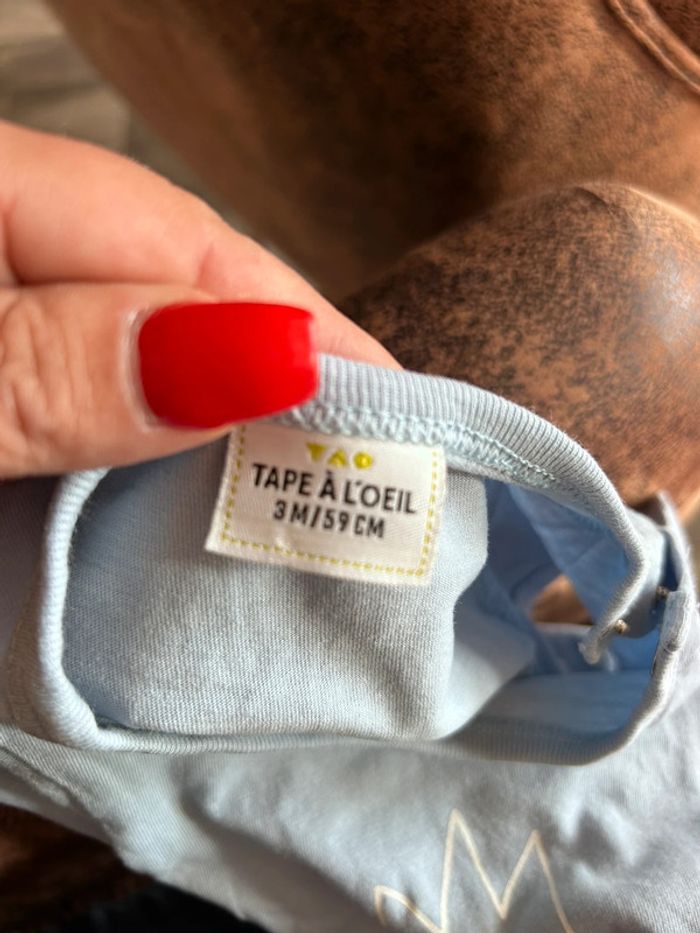 TAO
TAPE À L'OEIL
3M/59CM